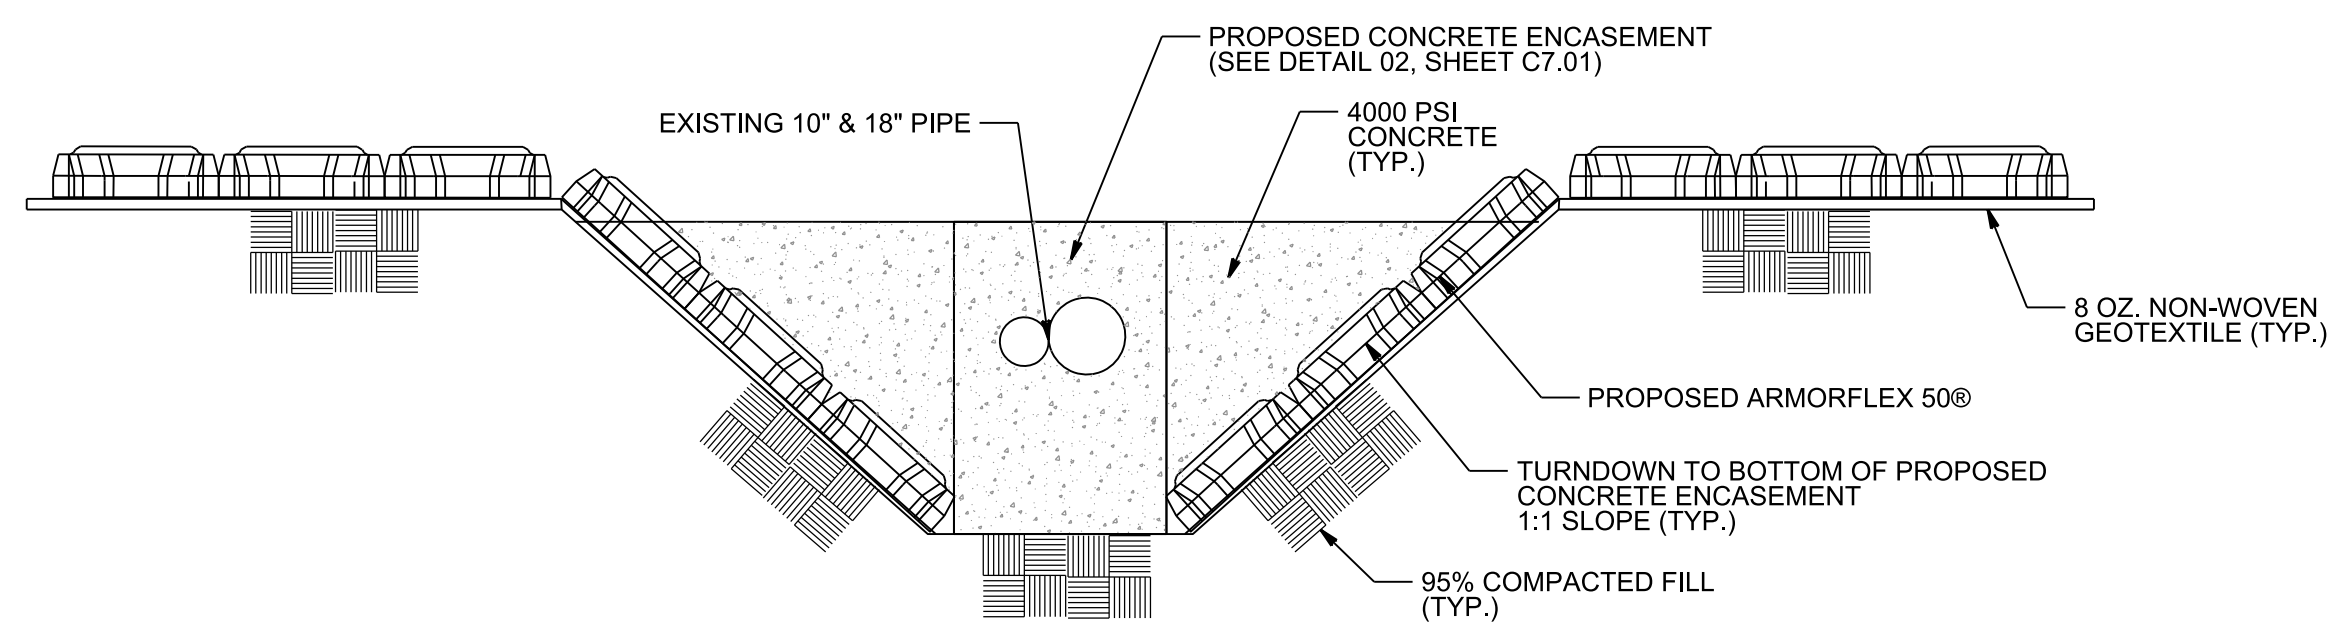 PROPOSED CONCRETE ENCASEMENT
(SEE DETAIL 02, SHEET C7.01)
EXISTING 10" & 18" PIPE
4000 PSI
CONCRETE
(TYP.)
8 OZ. NON-WOVEN
GEOTEXTILE (TYP.)
PROPOSED ARMORFLEX 50®
TURNDOWN TO BOTTOM OF PROPOSED
CONCRETE ENCASEMENT
1:1 SLOPE (TYP.)
95% COMPACTED FILL
(TYP.)